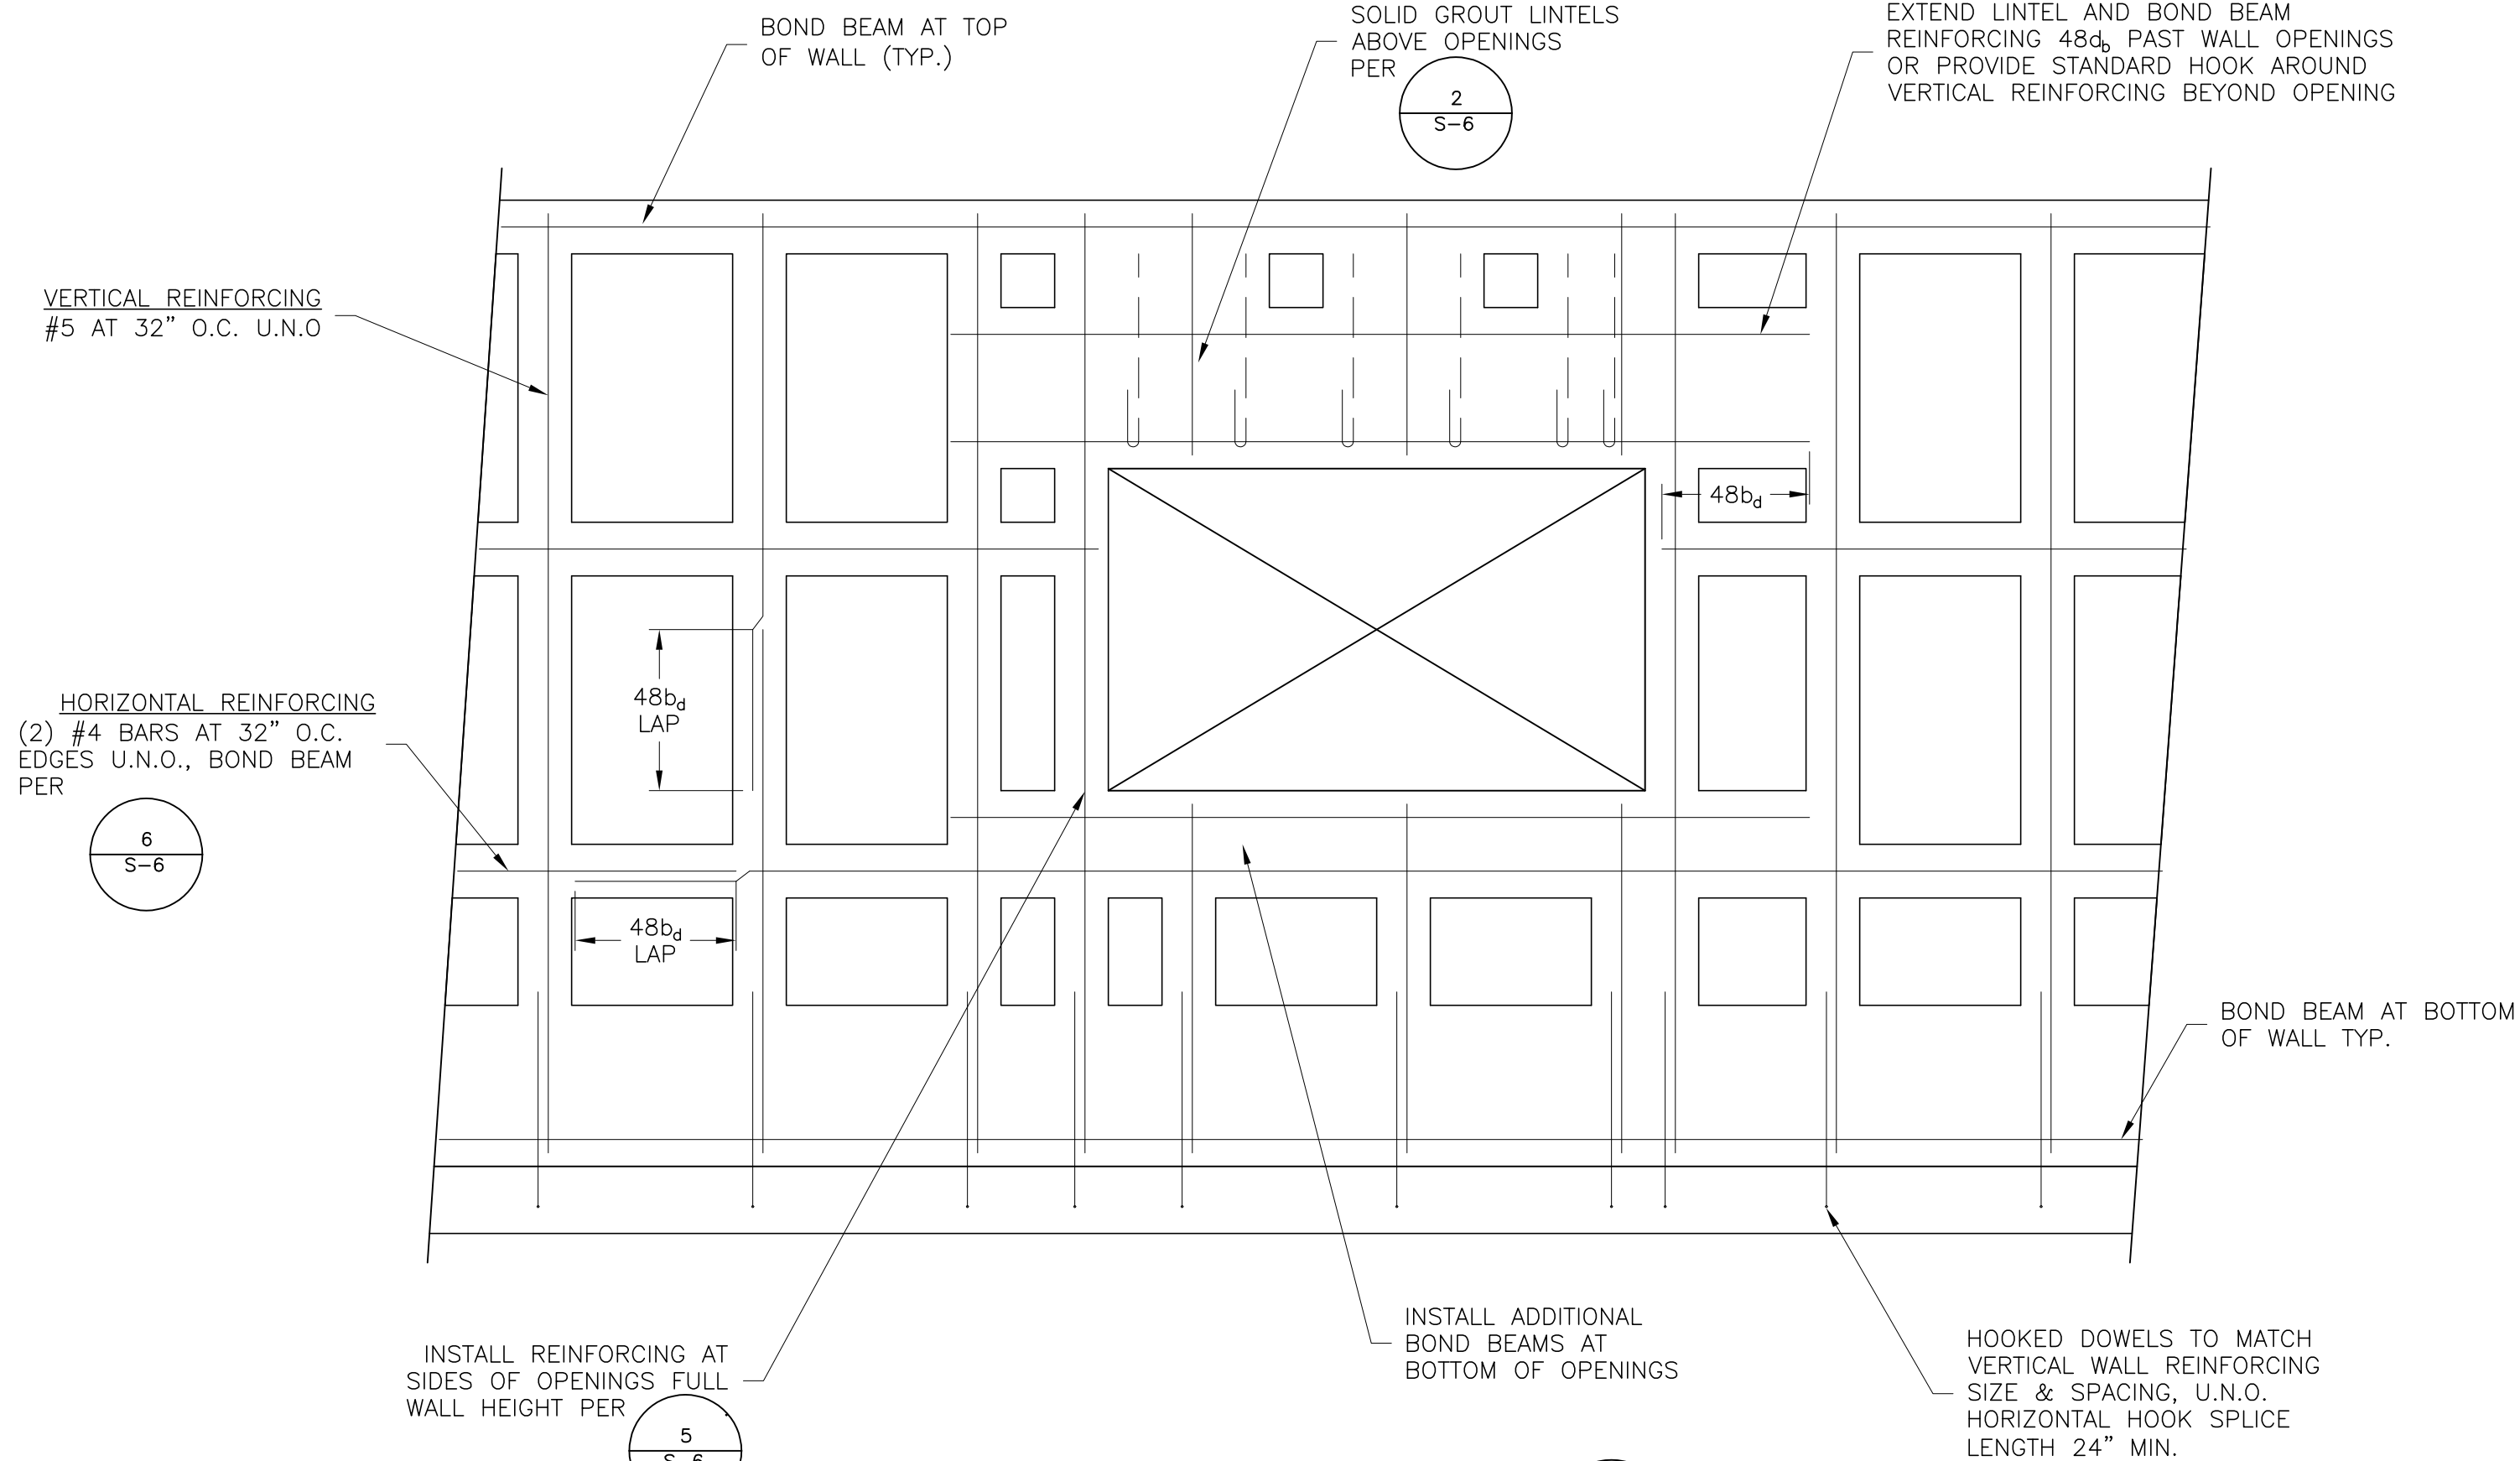 BOND BEAM AT TOP
OF WALL (TYP.)
SOLID GROUT LINTELS
ABOVE OPENINGS
PER
2
S-6
EXTEND LINTEL AND BOND BEAM
REINFORCING 48db PAST WALL OPENINGS
OR PROVIDE STANDARD HOOK AROUND
VERTICAL REINFORCING BEYOND OPENING
VERTICAL REINFORCING
#5 AT 32" O.C. U.N.O
48bd
48bd
LAP
HORIZONTAL REINFORCING
(2) #4 BARS AT 32" O.C.
EDGES U.N.O., BOND BEAM
PER
6
S-6
48bd
LAP
BOND BEAM AT BOTTOM
OF WALL TYP.
INSTALL REINFORCING AT
SIDES OF OPENINGS FULL
WALL HEIGHT PER
5
S-6
INSTALL ADDITIONAL
BOND BEAMS AT
BOTTOM OF OPENINGS
HOOKED DOWELS TO MATCH
VERTICAL WALL REINFORCING
SIZE & SPACING, U.N.O.
HORIZONTAL HOOK SPLICE
LENGTH 24" MIN.